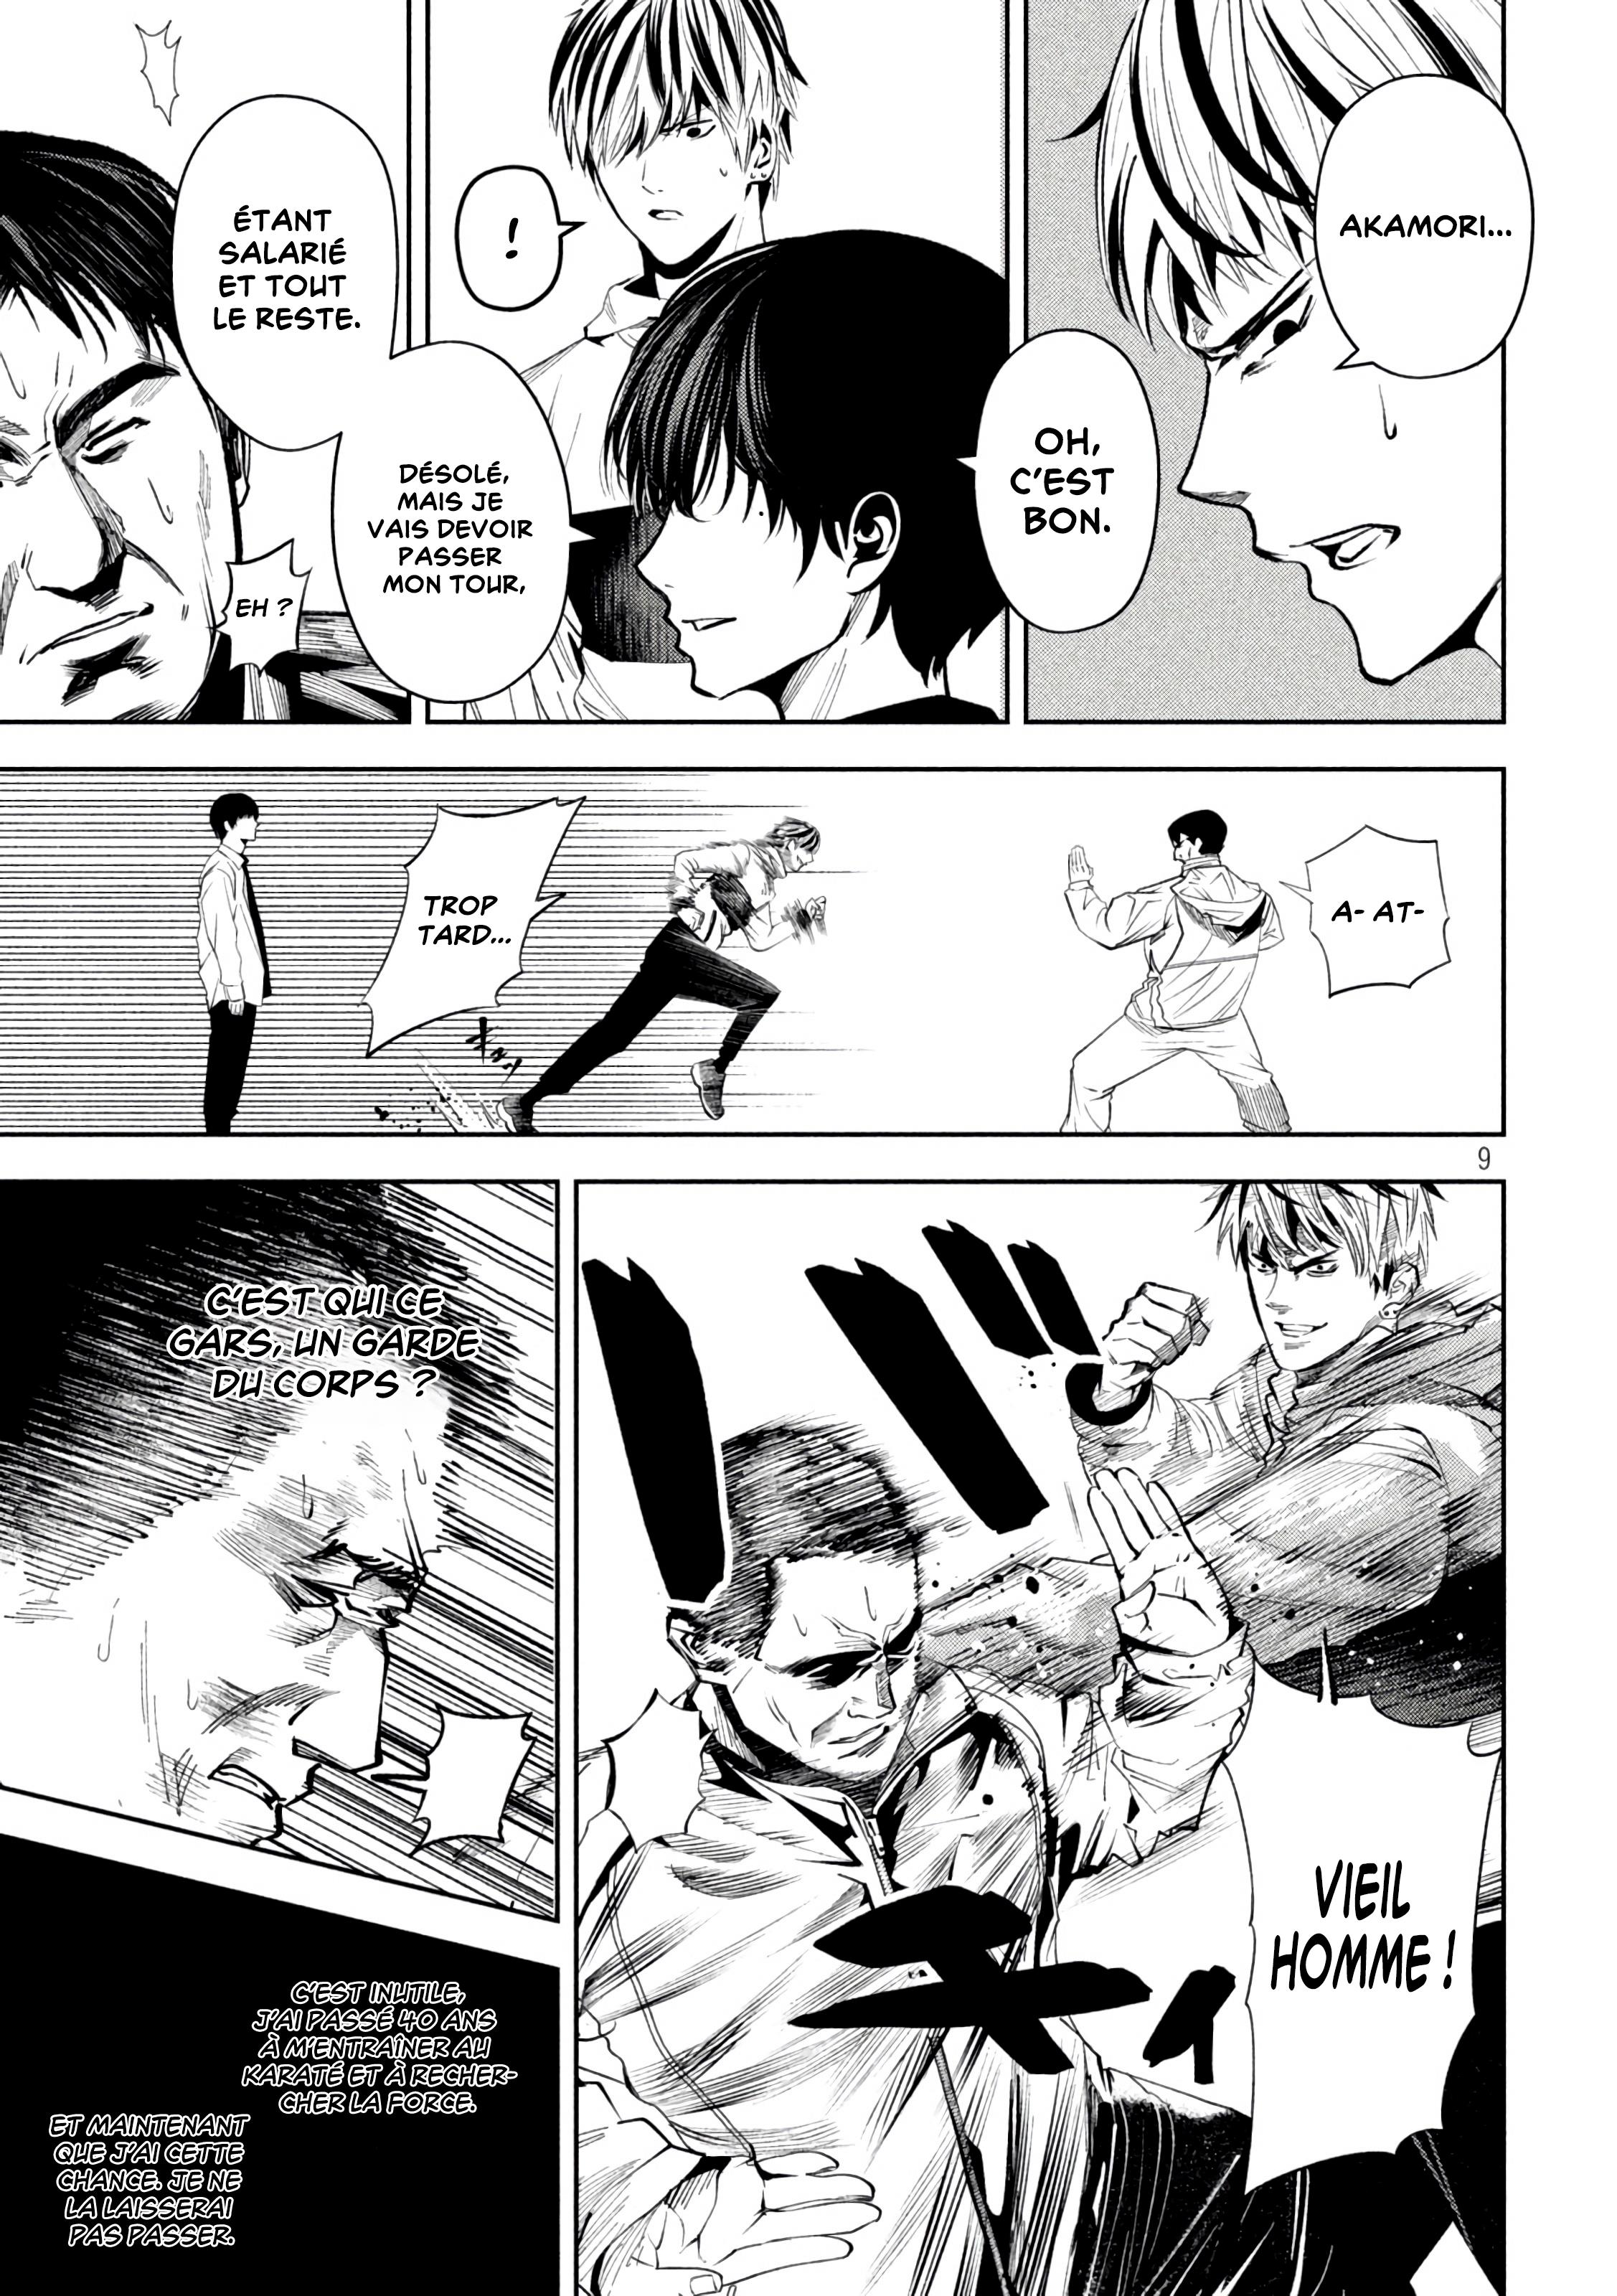 AKAMORI...
OH,
C'EST
BON.
!
DÉSOLÉ,
MAIS JE
VAIS DEVOIR
PASSER
MON TOUR,
ÉTANT
SALARIÉ
ET TOUT
LE RESTE.
EH ?
A- AT-
TROP
TARD...
9
VIEIL
HOMME !
C'EST QUI CE
GARS, UN GARDE
DU CORPS ?
C'EST INUTILE,
J'AI PASSÉ 40 ANS
À M'ENTRAÎNER AU
KARATÉ ET À RECHER-
CHER LA FORCE.
ET MAINTENANT
QUE J'AI CETTE
CHANCE. JE NE
LA LAISSERAI
PAS PASSER.